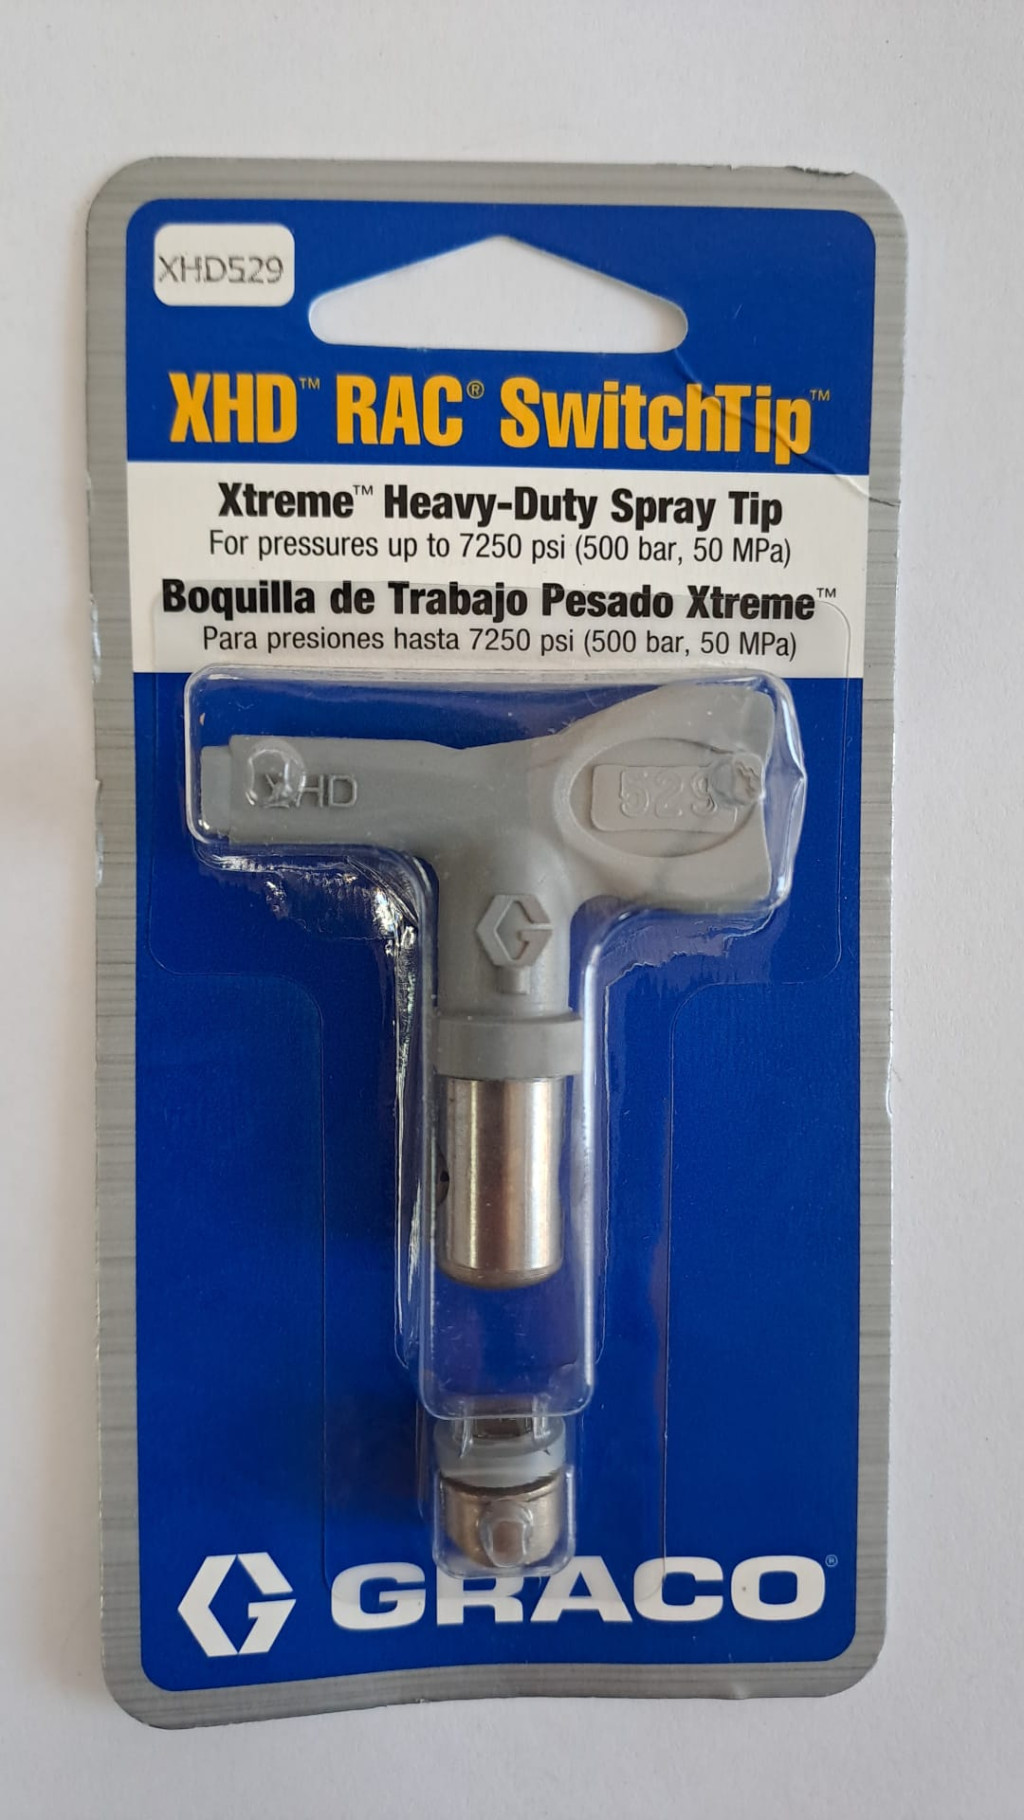 XHD529
XHD™ RAC® SwitchTip™
Xtreme™ Heavy-Duty Spray Tip
For pressures up to 7250 psi (500 bar, 50 MPa)
Boquilla de Trabajo Pesado Xtreme™
Para presiones hasta 7250 psi (500 bar, 50 MPa)
XHD 529
G
G GRACO®